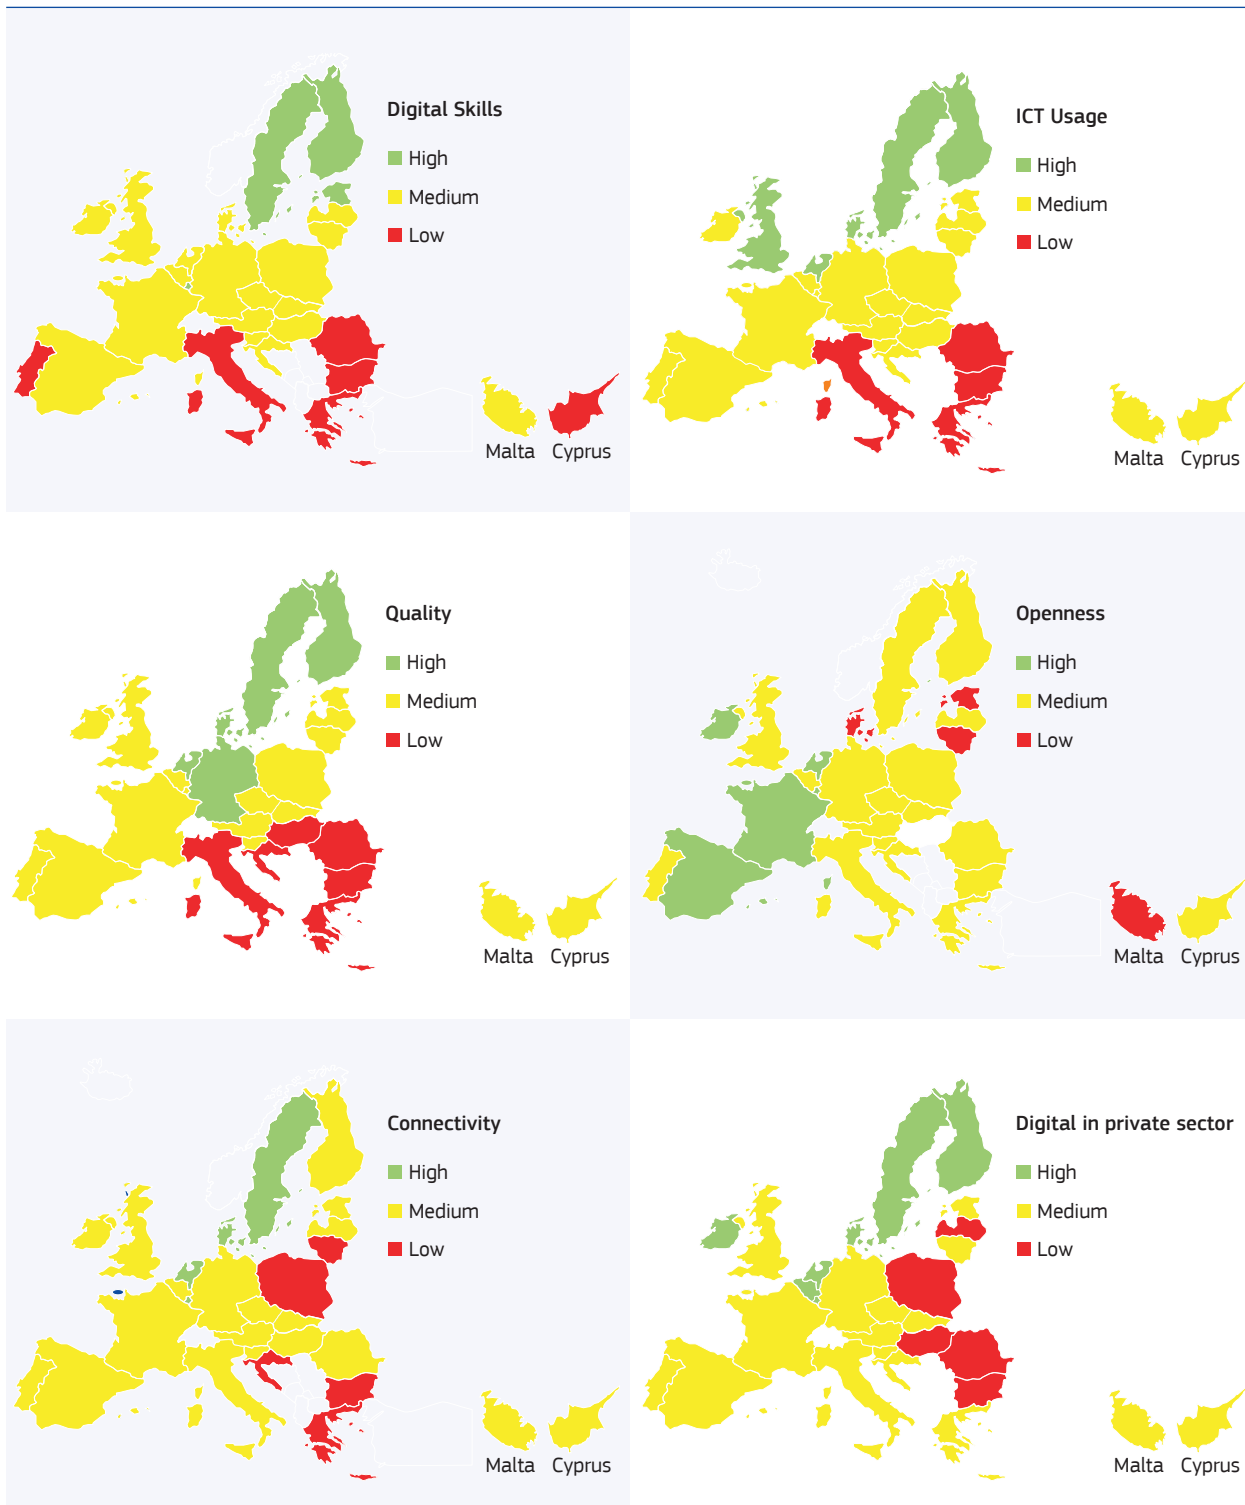 Digital Skills
High
Medium
Low
Malta Cyprus
ICT Usage
High
Medium
Low
Malta Cyprus
Quality
High
Medium
Low
Malta Cyprus
Openness
High
Medium
Low
Malta Cyprus
Connectivity
High
Medium
Low
Malta Cyprus
Digital in private sector
High
Medium
Low
Malta Cyprus